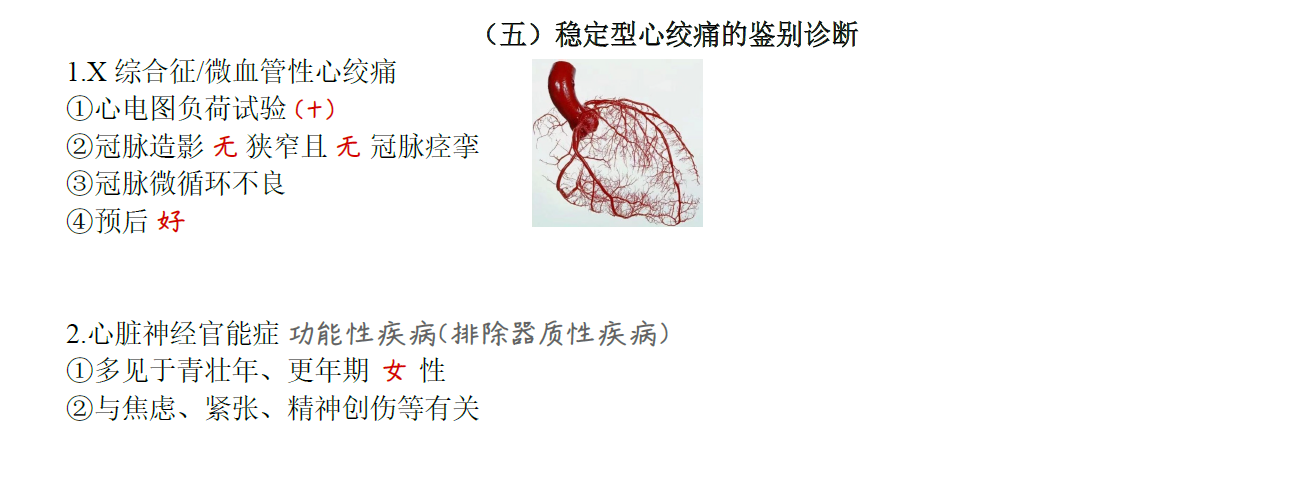 （五）稳定型心绞痛的鉴别诊断
1.X 综合征/微血管性心绞痛
①心电图负荷试验（+）
②冠脉造影 无 狭窄且 无 冠脉痉挛
③冠脉微循环不良
④预后 好
2.心脏神经官能症 功能性疾病(排除器质性疾病)
①多见于青壮年、更年期 女 性
②与焦虑、紧张、精神创伤等有关